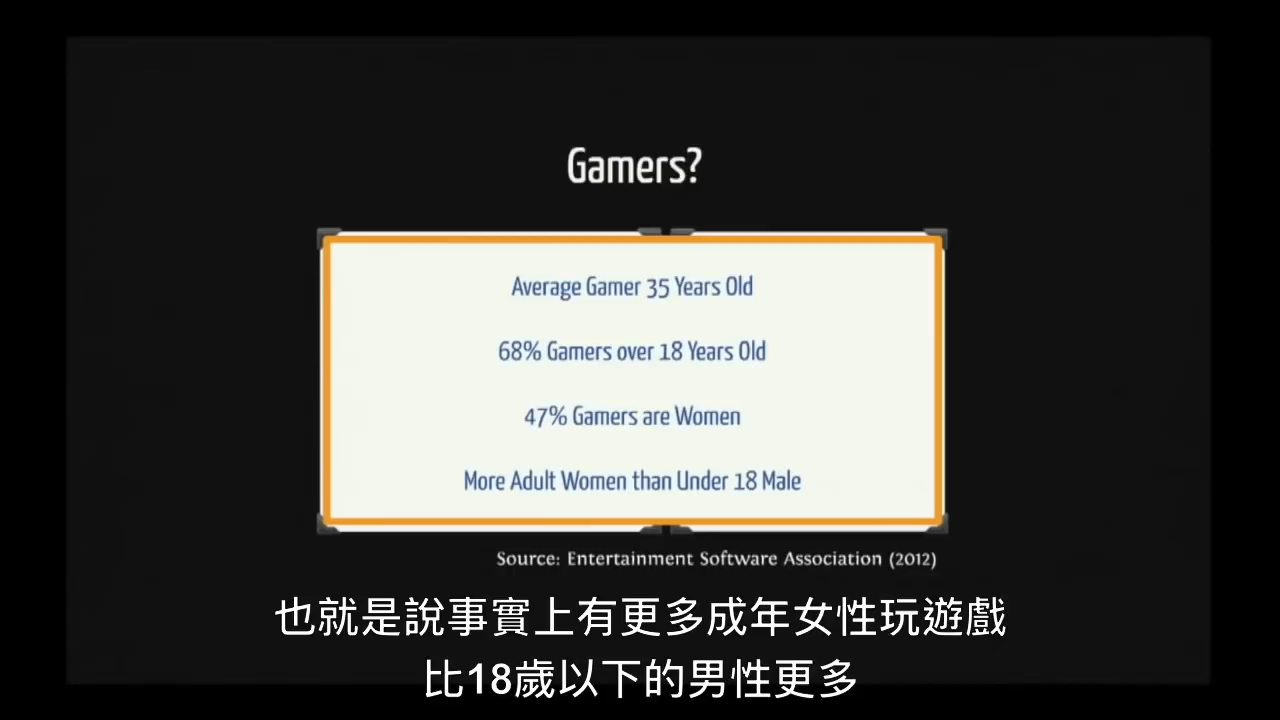 Gamers?
Average Gamer 35 Years Old
68% Gamers over 18 Years Old
47% Gamers are Women
More Adult Women than Under 18 Male
Source: Entertainment Software Association (2012)
也就是說事實上有更多成年女性玩遊戲
比18歲以下的男性更多